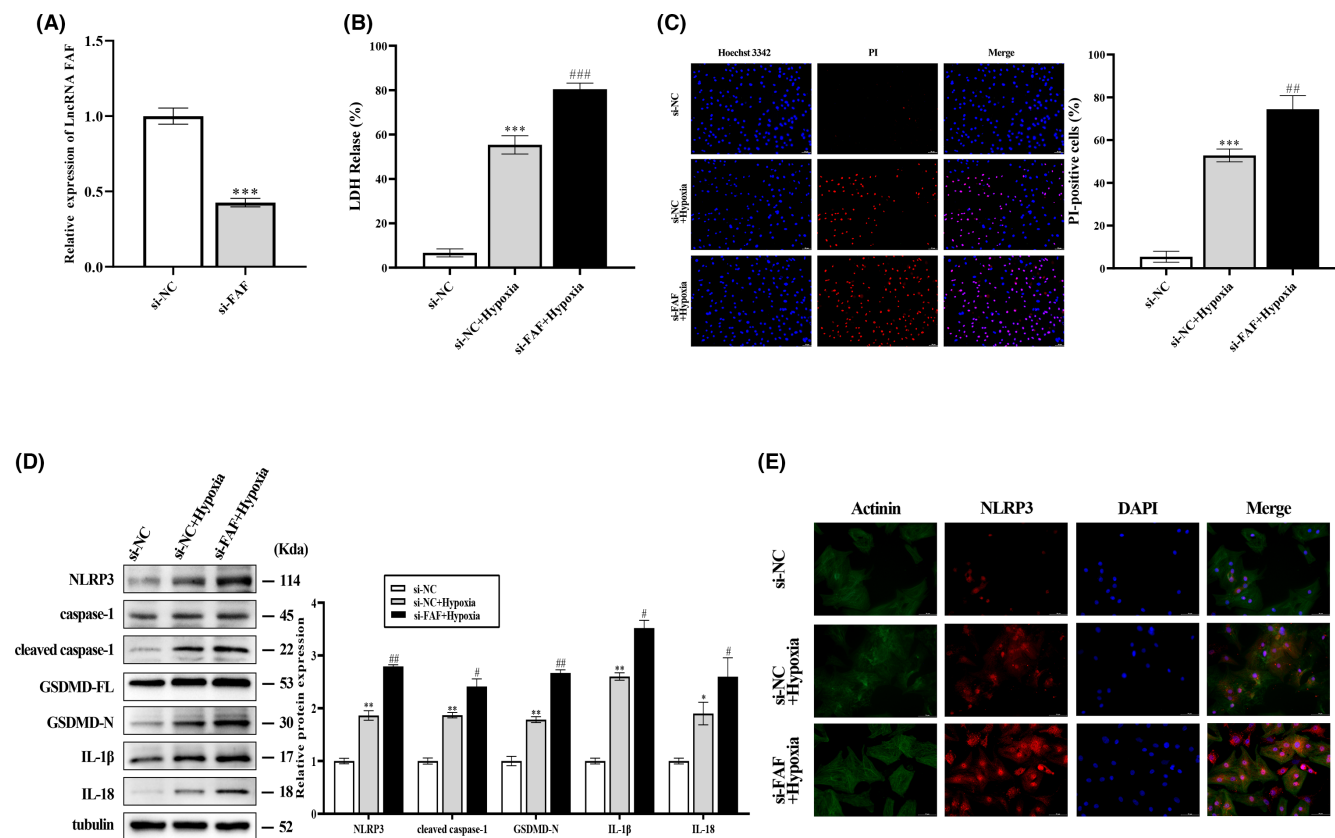 (A)
Relative expression of LncRNA FAF
1.5
1.0
0.5
0.0
***
si-NC
si-FAF
(B)
LDH Relase (%)
100
80
60
40
20
0
***
###
si-NC
si-NC+Hypoxia
si-FAF+Hypoxia
(C)
Hoechst 3342
PI
Merge
si-NC
si-NC
+Hypoxia
si-FAF
+Hypoxia
PI-positive cells (%)
100
80
60
40
20
0
***
##
si-NC
si-NC+Hypoxia
si-FAF+Hypoxia
(D)
si-NC
si-NC+Hypoxia
si-FAF+Hypoxia
(Kda)
NLRP3
114
caspase-1
45
cleaved caspase-1
22
GSDMD-FL
53
GSDMD-N
30
IL-1β
17
IL-18
18
tubulin
52
si-NC
si-NC+Hypoxia
si-FAF+Hypoxia
Relative protein expression
4
3
2
1
0
**
##
**
#
**
##
**
#
*
#
NLRP3
cleaved caspase-1
GSDMD-N
IL-1β
IL-18
(E)
Actinin
NLRP3
DAPI
Merge
si-NC
si-NC
+Hypoxia
si-FAF
+Hypoxia